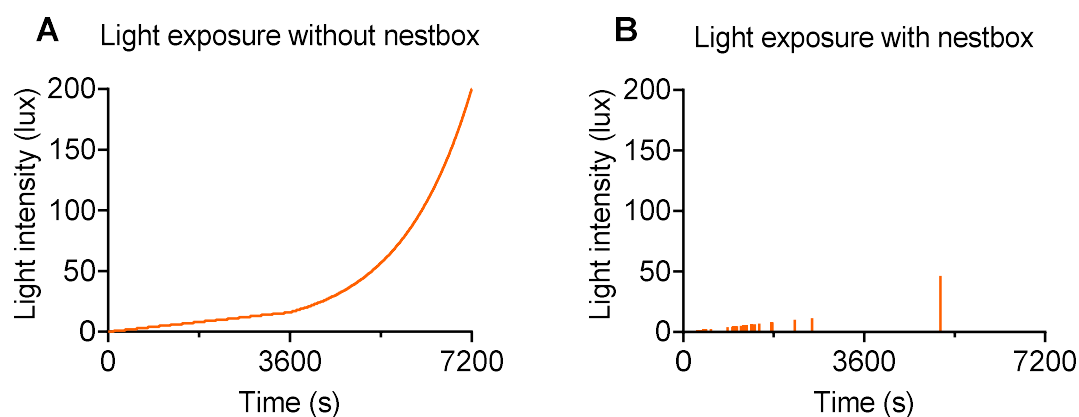 A
Light exposure without nestbox
Light intensity (lux)
200
150
100
50
0
0
3600
7200
Time (s)
B
Light exposure with nestbox
Light intensity (lux)
200
150
100
50
0
0
3600
7200
Time (s)